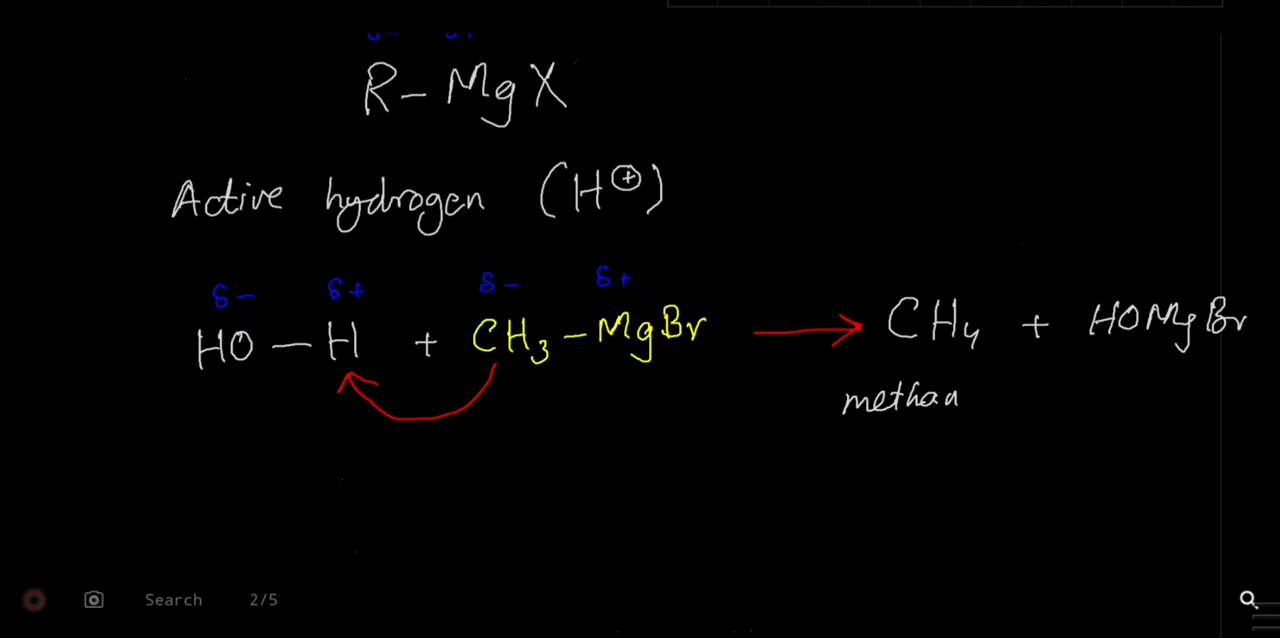 δ- δ+
R-MgX
Active hydrogen (H⊕)
δ- δ+ δ- δ+
HO-H + CH₃-MgBr → CH₄ + HOMgBr
methan
Search 2/5